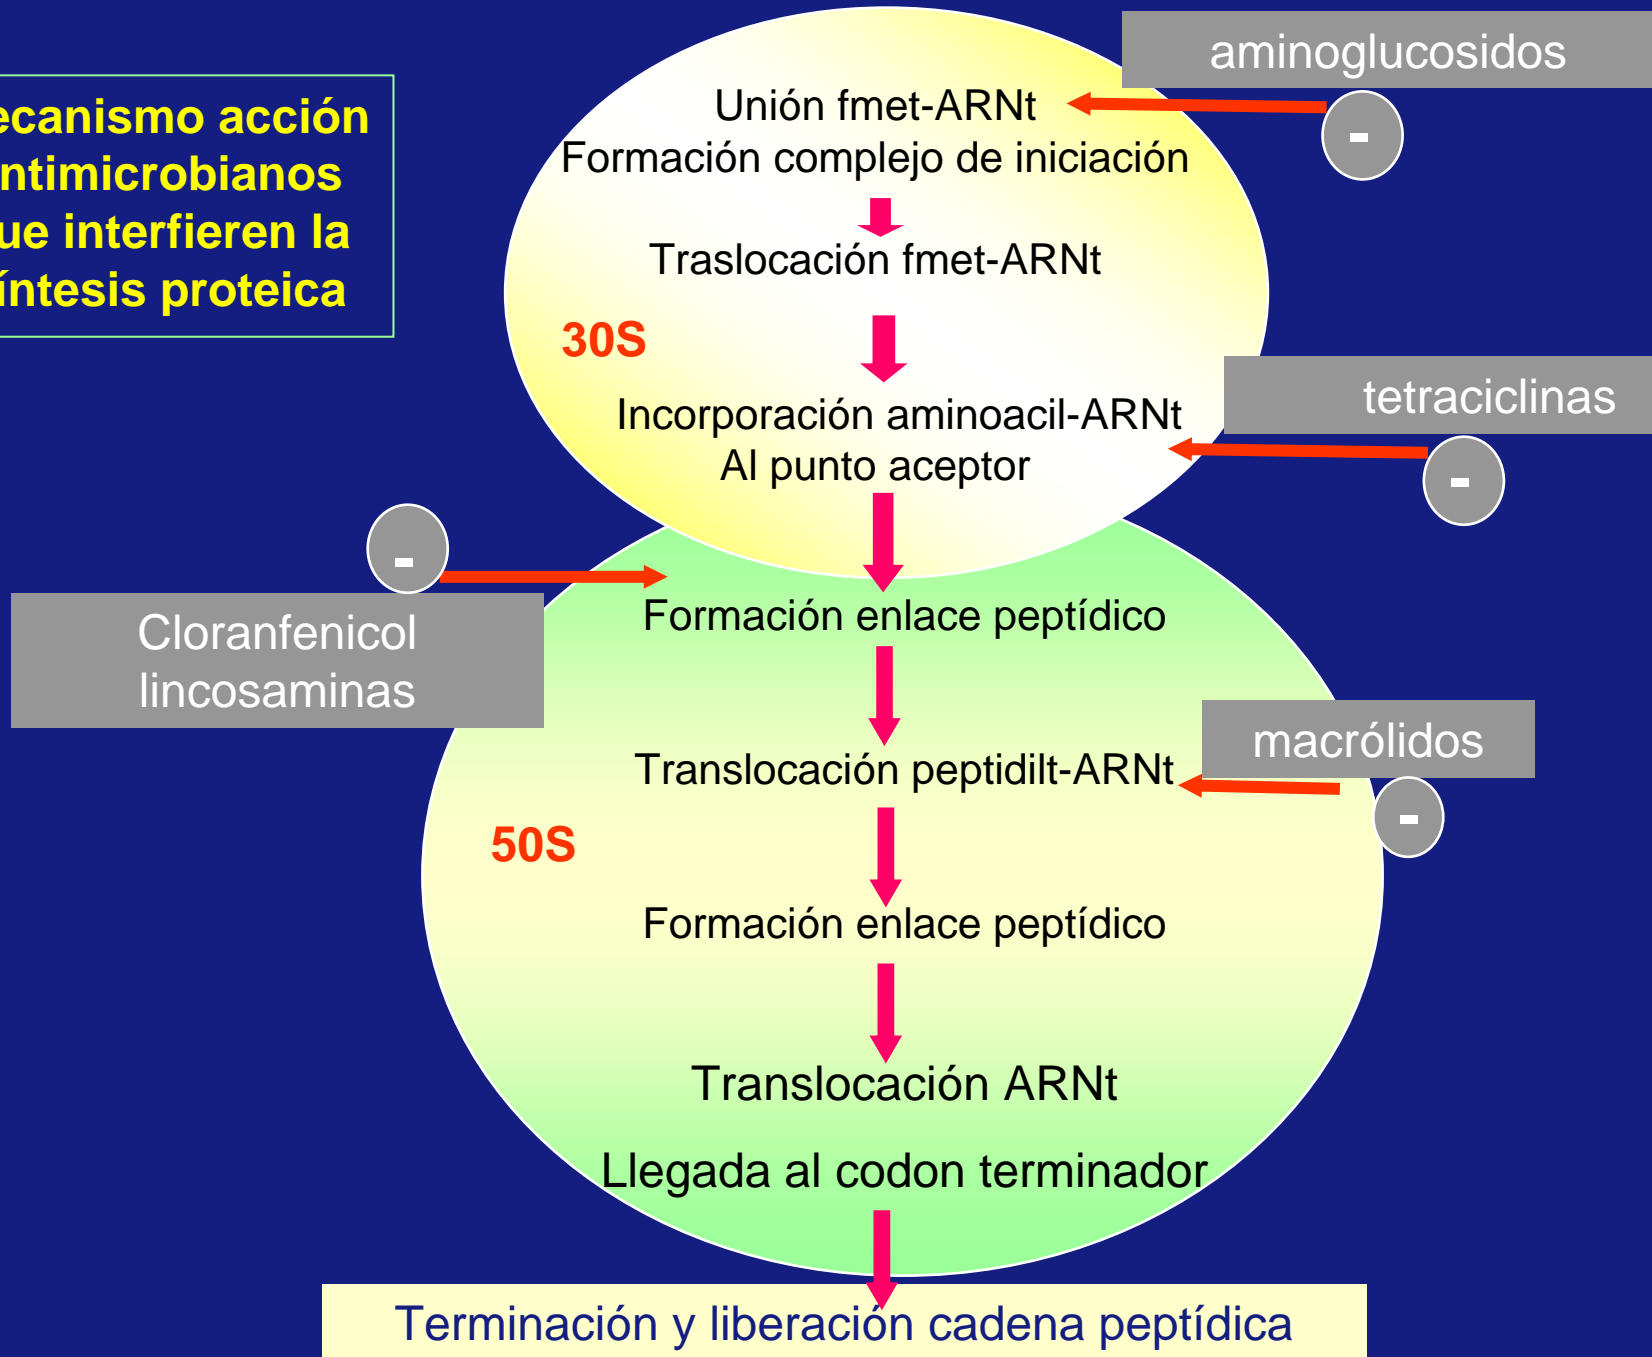 ecanismo acción
ntimicrobianos
ue interfieren la
íntesis proteica
aminoglucosidos
-
Unión fmet-ARNt
Formación complejo de iniciación
Traslocación fmet-ARNt
30S
tetraciclinas
-
Incorporación aminoacil-ARNt
Al punto aceptor
-
Cloranfenicol
lincosaminas
Formación enlace peptídico
macrólidos
-
Translocación peptidilt-ARNt
50S
Formación enlace peptídico
Translocación ARNt
Llegada al codon terminador
Terminación y liberación cadena peptídica